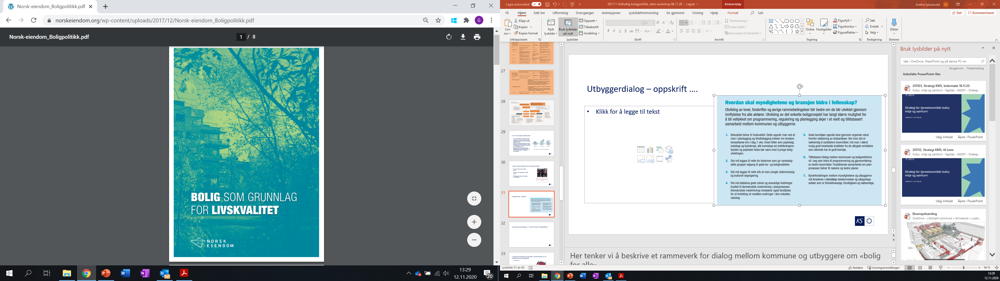 Norsk-eiendom_Boligpolitikk.pdf
norskeiendom.org/wp-content/uploads/2017/12/Norsk-eiendom_Boligpolitikk.pdf
G
Norsk-eiendom_Boligpolitikk.pdf
1 / 8
BOLIG SOM GRUNNLAG
FOR LIVSKVALITET
NORSK
EIENDOM
13:29
12.11.2020
20
Lagre automatisk
201111 Helhetlig boligpolitikk, etter workshop 06.11.20 - Lagret
Bildeverktøy
Grethe Salvesvold
GS
Fil Hjem Sett inn Utforming Overganger Animasjoner Lysbildefremvisning Se gjennom Visning Hjelp Format Søk
Del Kommentarer
Lim inn
Klipp ut
Kopier
Kopier format
Utklippstavle
Nytt lysbilde
Bruk lysbilder på nytt
Oppsett
Tilbakestill
Inndeling
Lysbilder
20
F K U S ab AV Aa
Skrift
Tekstretning
Juster tekst
Konverter til SmartArt
Avsnitt
Ordne
Hurtigstiler
Figurfyll
Figurkontur
Figureffekter
Tegning
Søk
Erstatt
Velg
Redigering
Dikter
Stemme
27
28
29
30
31
32
33
Utbyggerdialog – oppskrift ….
• Klikk for å legge til tekst
Hvordan skal myndighetene og bransjen bidra i fellesskap?
Utvikling av lover, forskrifter og øvrige rammebetingelser blir bedre om de blir utviklet gjennom
innflytelse fra alle aktører. Utvikling av det enkelte boligprosjekt har langt større mulighet for
å bli vellykket om programmering, regulering og planlegging skjer i et reelt og tillitsbasert
samarbeid mellom kommunen og utbyggerne.
1. Bokvalitet bidrar til livskvalitet. Dette oppnår man ved at
man i planlegging og tilrettelegging trekker inn bredere
kompetanse enn i dag, f. eks. innen felter som psykologi,
sosiologi og fysioterapi, slik kunnskap om befolkningens
fysiske og psykiske helse bør være med å prege bolig-
utviklingen.
2. Det må legges til rette for boformer som gir vanskelig-
stilte grupper adgang til gode bo- og boligkvaliteter.
3. Det må legges til rette slik at man unngår aldersmessig
og kulturell segregering.
4. Det må etableres gode rutiner og ansvarlige holdninger
knyttet til demokratisk medvirkning i planprosesser.
Demokratisk medvirkning innebærer også forståelse
for at fortetting vil medføre endringer i den enkeltes
nabolag.
5. Gode bomiljøer oppnås best gjennom organisk vekst
fremfor etablering av drabantbyer. Der hvor det er
nødvendig å nyetablere boområder, må man i størst
mulig grad innarbeide kvaliteter fra de utbygde områdene
som allerede har et godt bomiljø.
6. Tillitsbasert dialog mellom kommunen og boligutviklerne
vil i seg selv bidra til programmering og gjennomføring
av bedre boområder. Forpliktende samarbeide om plan-
prosesser bidrar til raskere og bedre planer.
7. Byrdefordelingen mellom myndighetene og utbyggerne
må forankres i rekkefølge-bestemmelser og utbygnings-
avtaler som er forholdmessige, forutsigbare og nødvendige.
KS
Her tenker vi å beskrive et rammeverk for dialog mellom kommune og utbyggere om «bolig
for alle»
Bruk lysbilder på nytt
Søk i OneDrive, SharePoint og på denne PC-en
Bla gjennom Tilbakemelding
Anbefalte PowerPoint-filer
201103, Strategi KMS, ledermøte 18.11.20
Kultur, miljø og samfunn - fagstab - 400001 - Strategi...
Strategi for tjenesteområde kultur,
miljø og samfunn
Velg innhold Åpne i PowerPoint
201112, Strategi KMS, til Lene
Kultur, miljø og samfunn - fagstab - 400001 - Strategi...
Strategi for tjenesteområde kultur,
miljø og samfunn
Velg innhold Åpne i PowerPoint
Eksempelsamling
OneDrive – Lillestrøm kommune » Skrivebord » Lysark...
Lysbilde 31 av 45
Notater Visningsinnstillinger
96 %
13:29
12.11.2020